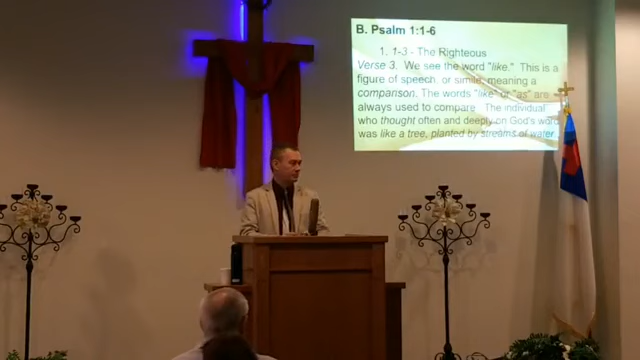 B. Psalm 1:1-6
1. 1-3 - The Righteous
Verse 3. We see the word "like." This is a
figure of speech, or simile, meaning a
comparison. The words "like" or "as" are
always used to compare. The individual
who thought often and deeply on God's word
was like a tree, planted by streams of water